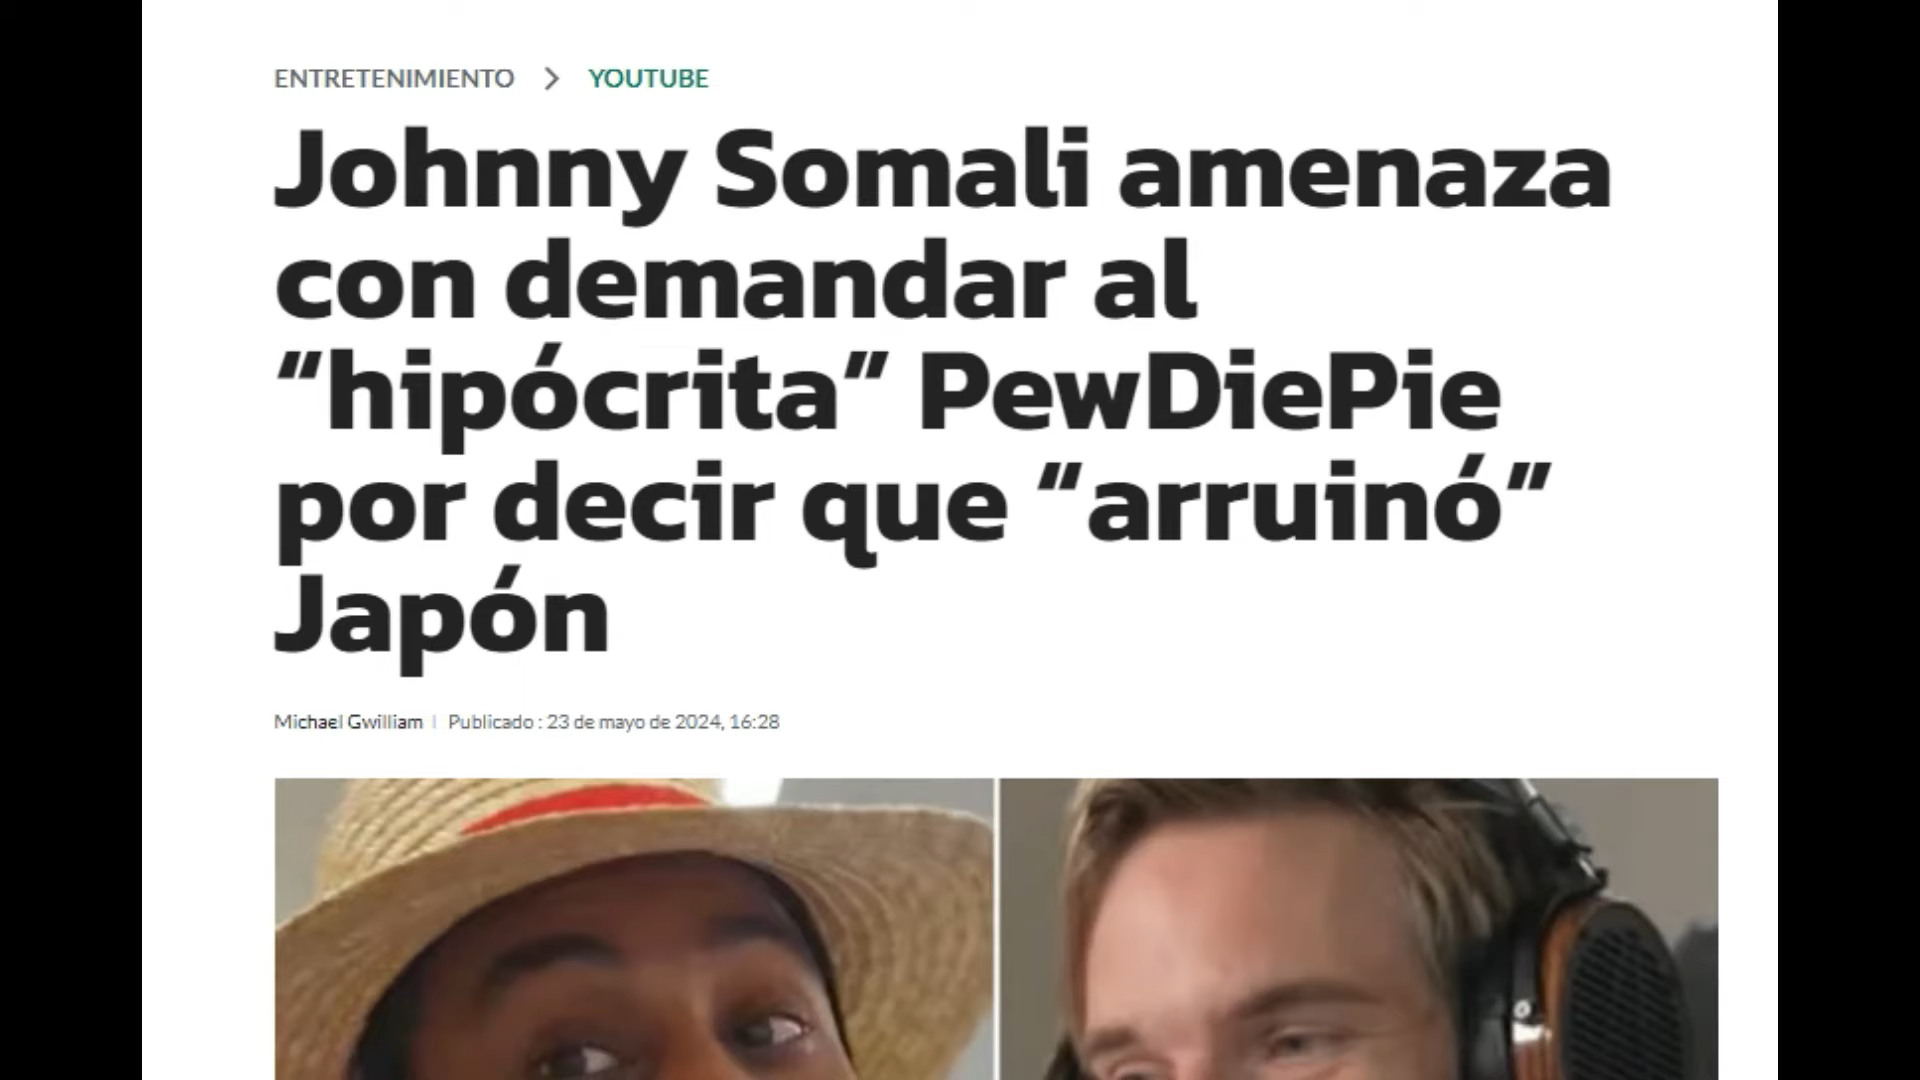 ENTRETENIMIENTO > YOUTUBE
Johnny Somali amenaza
con demandar al
“hipócrita” PewDiePie
por decir que “arruinó”
Japón
Michael Gwilliam | Publicado : 23 de mayo de 2024, 16:28